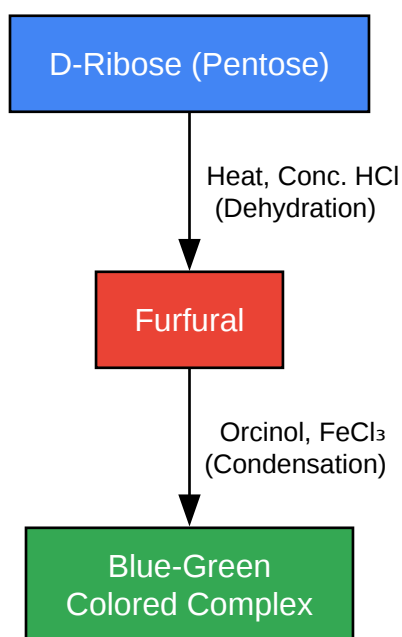 D-Ribose (Pentose)
Heat, Conc. HCl
(Dehydration)
Furfural
Orcinol, FeCl₃
(Condensation)
Blue-Green
Colored Complex